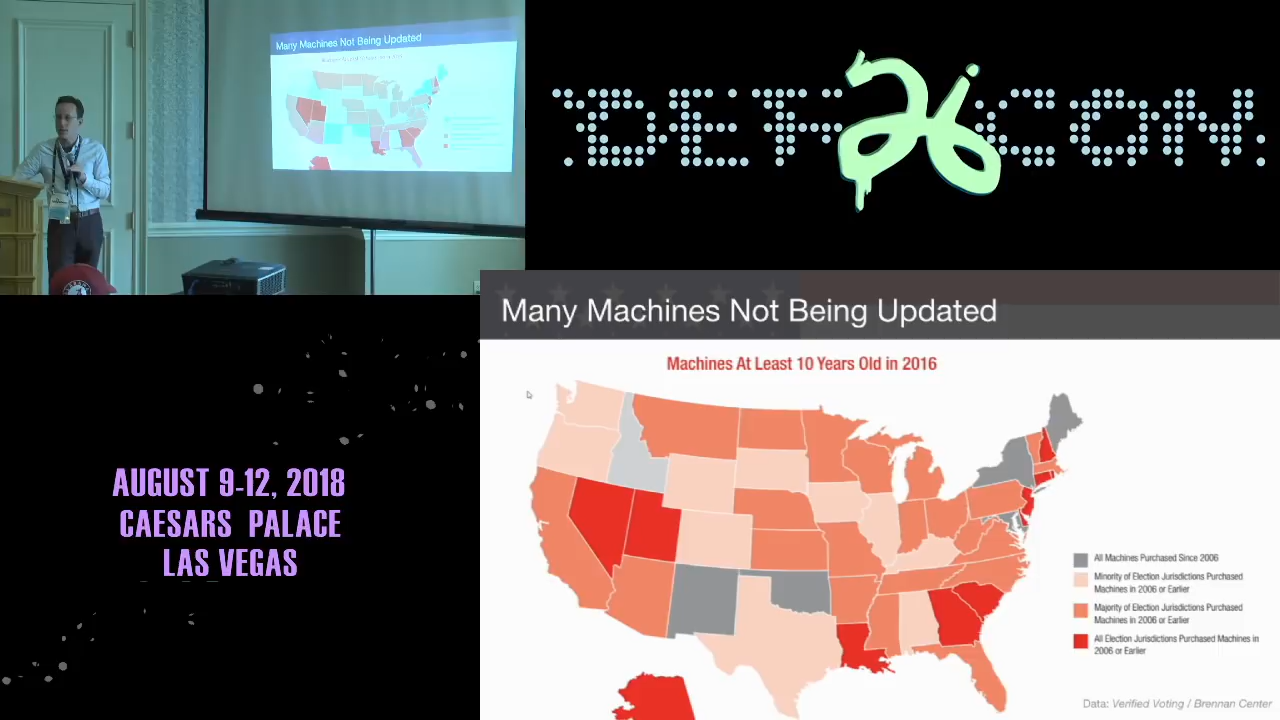 Many Machines Not Being Updated
DEF CON
26
Many Machines Not Being Updated
Machines At Least 10 Years Old in 2016
AUGUST 9-12, 2018
CAESARS PALACE
LAS VEGAS
All Machines Purchased Since 2006
Minority of Election Jurisdictions Purchased
Machines in 2006 or Earlier
Majority of Election Jurisdictions Purchased
Machines in 2006 or Earlier
All Election Jurisdictions Purchased Machines in
2006 or Earlier
Data: Verified Voting / Brennan Center